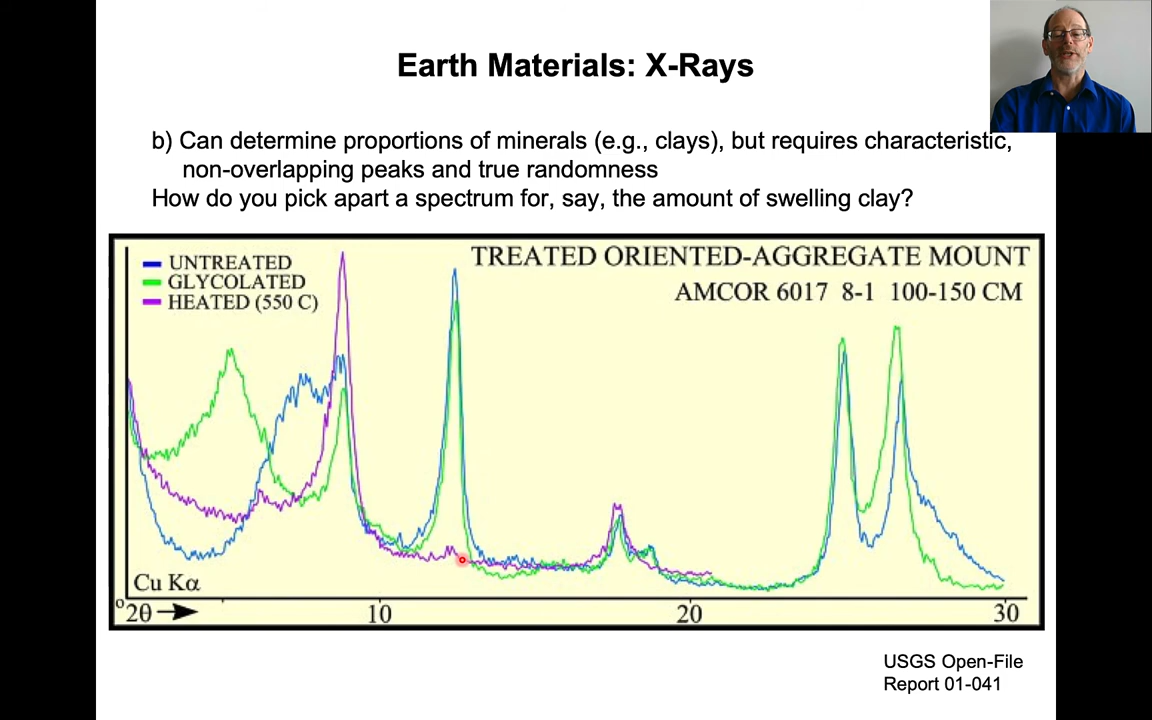 Earth Materials: X-Rays
b) Can determine proportions of minerals (e.g., clays), but requires characteristic,
non-overlapping peaks and true randomness
How do you pick apart a spectrum for, say, the amount of swelling clay?
TREATED ORIENTED-AGGREGATE MOUNT
AMCOR 6017 8-1 100-150 CM
UNTREATED
GLYCOLATED
HEATED (550 C)
Cu Kα
°2θ
10
20
30
USGS Open-File
Report 01-041